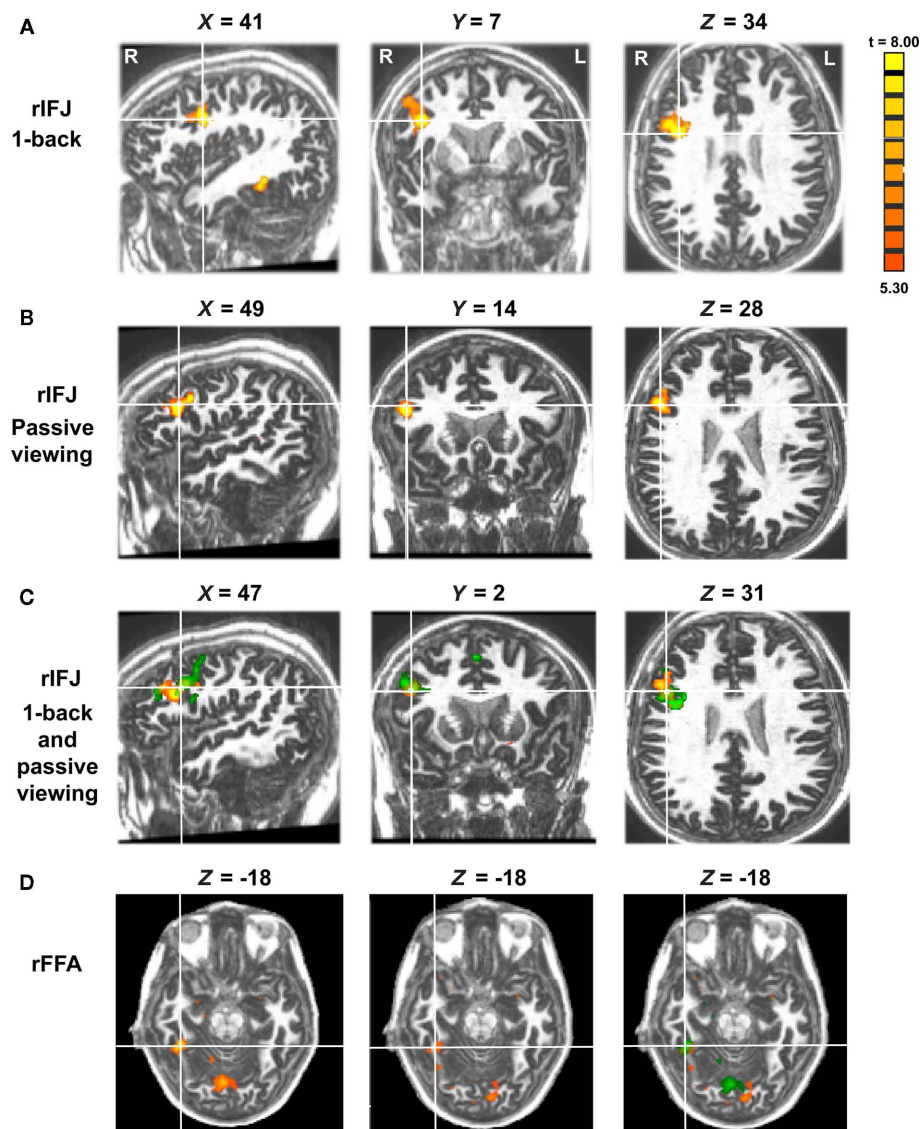 A
X = 41
Y = 7
Z = 34
R
R
L
R
L
t = 8.00
5.30
rIFJ
1-back
B
X = 49
Y = 14
Z = 28
rIFJ
Passive
viewing
C
X = 47
Y = 2
Z = 31
rIFJ
1-back
and
passive
viewing
D
Z = -18
Z = -18
Z = -18
rFFA